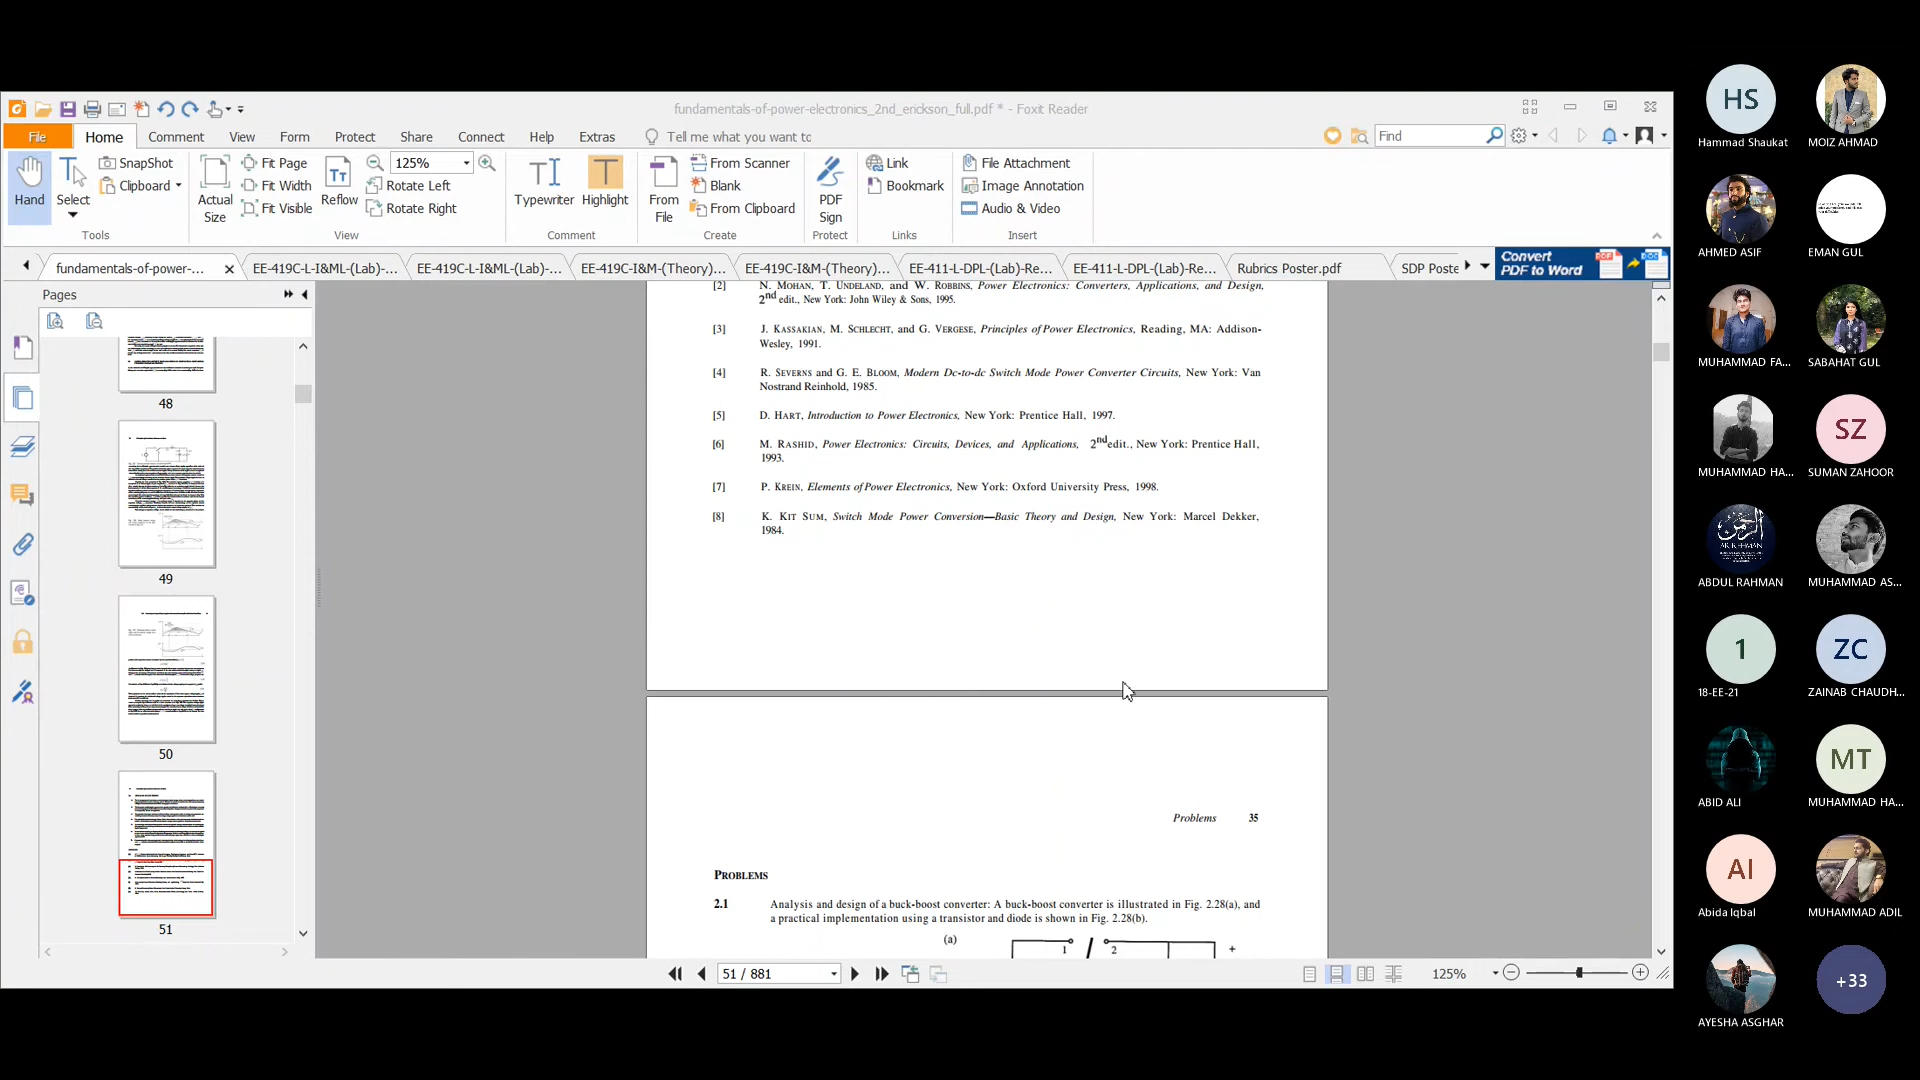 fundamentals-of-power-electronics_2nd_erickson_full.pdf * - Foxit Reader
File Home Comment View Form Protect Share Connect Help Extras Tell me what you want to Find
Hand Select SnapShot Clipboard Actual Size Fit Page Fit Width Fit Visible Reflow 125% Rotate Left Rotate Right Typewriter Highlight From File From Scanner Blank From Clipboard PDF Sign Link Bookmark File Attachment Image Annotation Audio & Video
Tools View Comment Create Protect Links Insert
fundamentals-of-power-... EE-419C-L-I&ML-(Lab)-... EE-419C-L-I&ML-(Lab)-... EE-419C-I&M-(Theory)... EE-419C-I&M-(Theory)... EE-411-L-DPL-(Lab)-Re... EE-411-L-DPL-(Lab)-Re... Rubrics Poster.pdf SDP Poste
Convert
PDF to Word
Pages
48
49
50
51
[2] N. MOHAN, T. UNDELAND, and W. ROBBINS, Power Electronics: Converters, Applications, and Design,
2nd edit., New York: John Wiley & Sons, 1995.
[3] J. KASSAKIAN, M. SCHLECHT, and G. VERGESE, Principles of Power Electronics, Reading, MA: Addison-
Wesley, 1991.
[4] R. SEVERNS and G. E. BLOOM, Modern Dc-to-dc Switch Mode Power Converter Circuits, New York: Van
Nostrand Reinhold, 1985.
[5] D. HART, Introduction to Power Electronics, New York: Prentice Hall, 1997.
[6] M. RASHID, Power Electronics: Circuits, Devices, and Applications, 2nd edit., New York: Prentice Hall,
1993.
[7] P. KREIN, Elements of Power Electronics, New York: Oxford University Press, 1998.
[8] K. KIT SUM, Switch Mode Power Conversion—Basic Theory and Design, New York: Marcel Dekker,
1984.
Problems 35
PROBLEMS
2.1 Analysis and design of a buck-boost converter: A buck-boost converter is illustrated in Fig. 2.28(a), and
a practical implementation using a transistor and diode is shown in Fig. 2.28(b).
(a) 1 2 +
51 / 881 125%
HS
Hammad Shaukat MOIZ AHMAD
AHMED ASIF EMAN GUL
MUHAMMAD FA... SABAHAT GUL
SZ
MUHAMMAD HA... SUMAN ZAHOOR
ABDUL RAHMAN MUHAMMAD AS...
1 ZC
18-EE-21 ZAINAB CHAUDH...
MT
ABID ALI MUHAMMAD HA...
AI
Abida Iqbal MUHAMMAD ADIL
+33
AYESHA ASGHAR